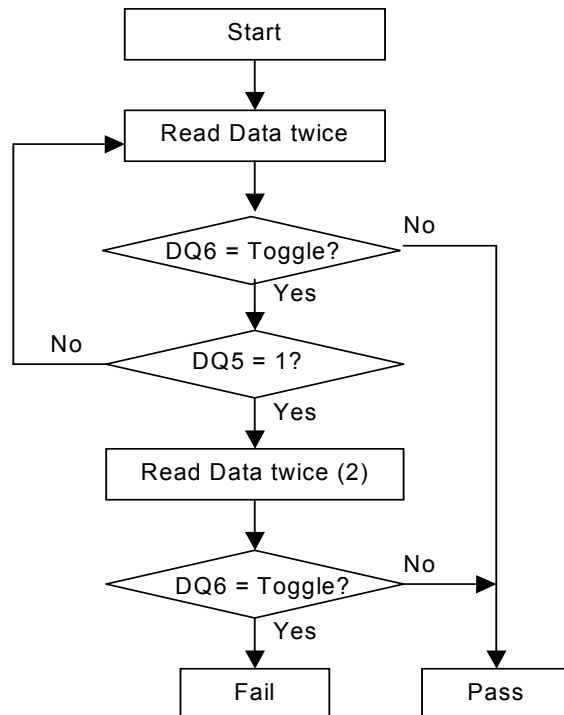 Start
Read Data twice
DQ6 = Toggle?
No
Yes
No
DQ5 = 1?
Yes
Read Data twice (2)
DQ6 = Toggle?
No
Yes
Fail
Pass